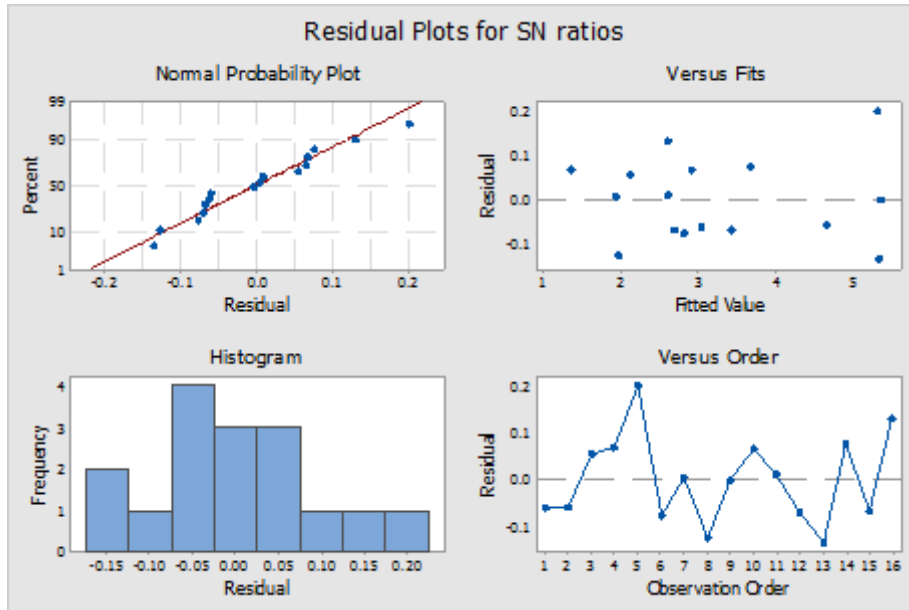 Residual Plots for SN ratios
Normal Probability Plot
99
90
50
10
1
Percent
-0.2 -0.1 0.0 0.1 0.2
Residual
Versus Fits
0.2
0.1
0.0
-0.1
Residual
1 2 3 4 5
Fitted Value
Histogram
4
3
2
1
0
Frequency
-0.15 -0.10 -0.05 0.00 0.05 0.10 0.15 0.20
Residual
Versus Order
0.2
0.1
0.0
-0.1
Residual
1 2 3 4 5 6 7 8 9 10 11 12 13 14 15 16
Observation Order